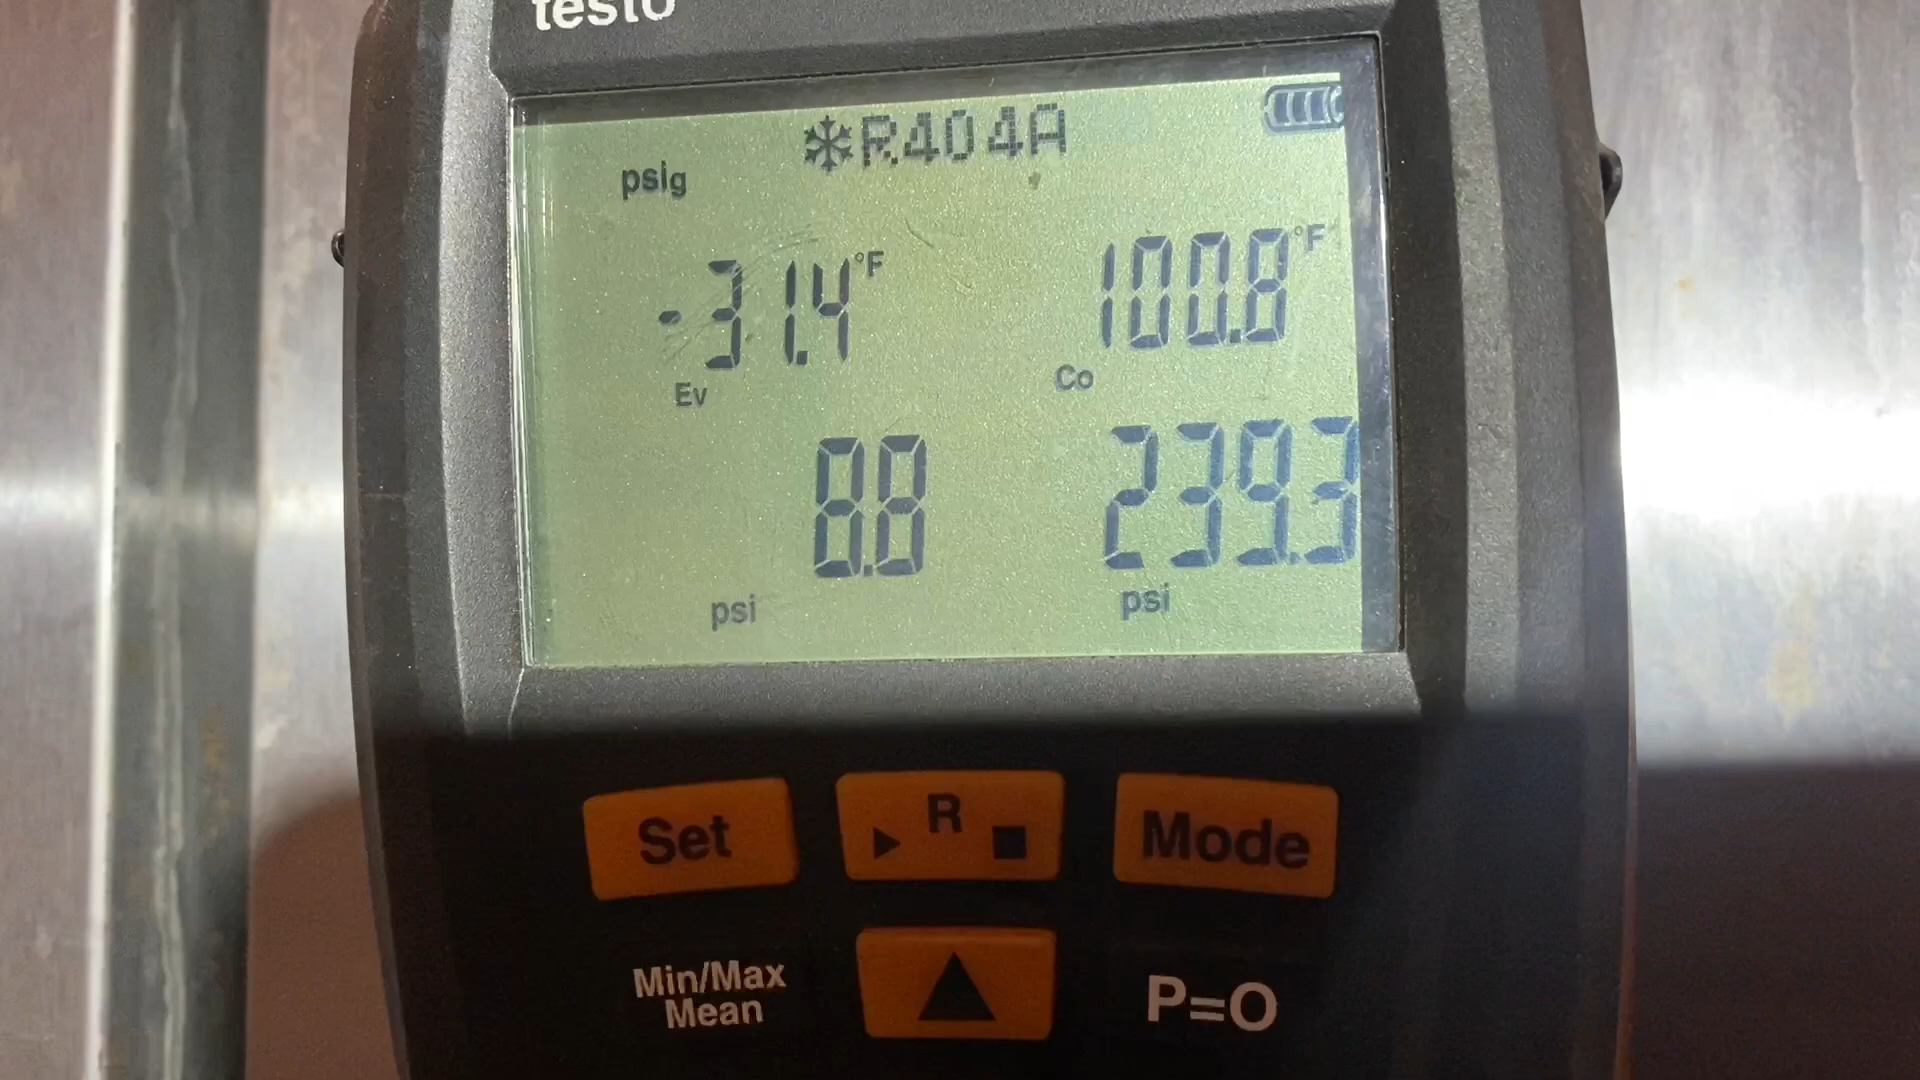 testo
R404A
psig
-31.4°F 100.8°F
Ev Co
8.8 239.3
psi psi
Set R Mode
Min/Max
Mean
P=O